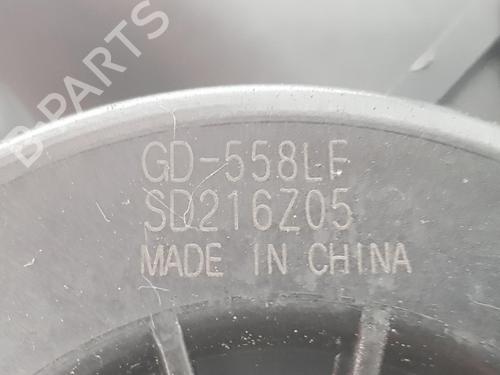 B-PARTS
GD-558LF
SD216Z05
MADE IN CHINA